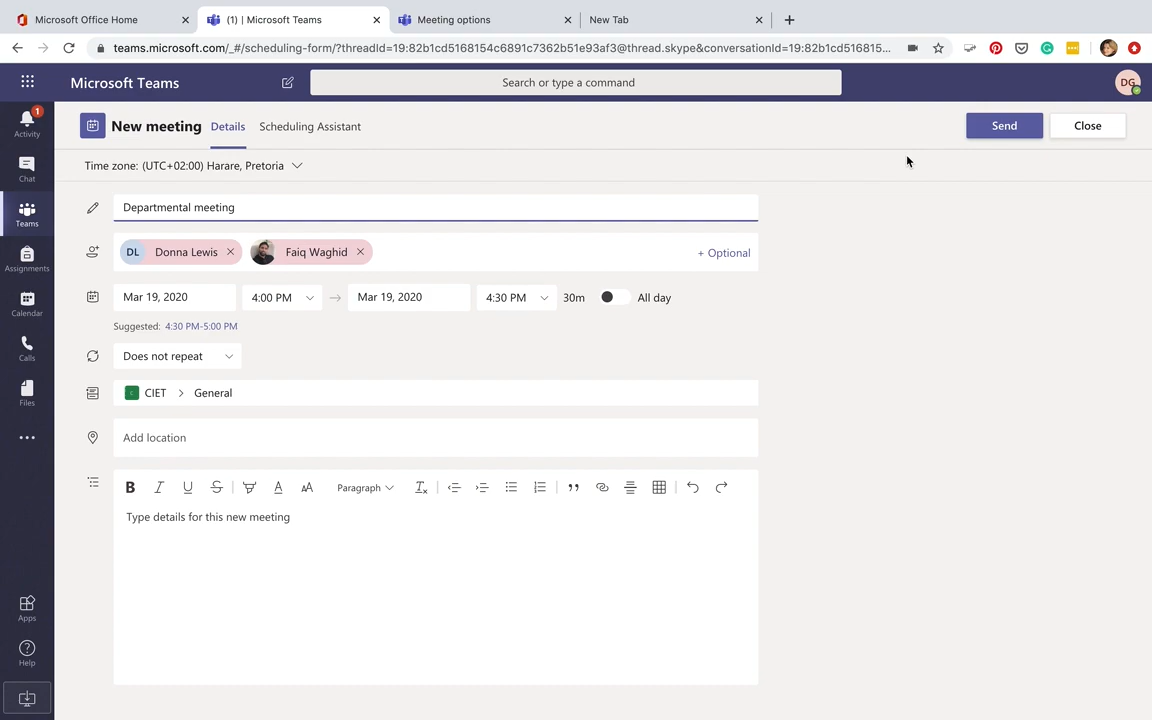 Microsoft Office Home
(1) | Microsoft Teams
Meeting options
New Tab
teams.microsoft.com/_#/scheduling-form/?threadId=19:82b1cd5168154c6891c7362b51e93af3@thread.skype&conversationId=19:82b1cd516815...
Microsoft Teams
Search or type a command
DG
1
Activity
Chat
Teams
Assignments
Calendar
Calls
Files
Apps
Help
New meeting
Details
Scheduling Assistant
Send
Close
Time zone: (UTC+02:00) Harare, Pretoria
Departmental meeting
DL Donna Lewis
Faiq Waghid
+ Optional
Mar 19, 2020 4:00 PM Mar 19, 2020 4:30 PM 30m All day
Suggested: 4:30 PM-5:00 PM
Does not repeat
C CIET > General
Add location
B I U S A AA Paragraph Tx
Type details for this new meeting